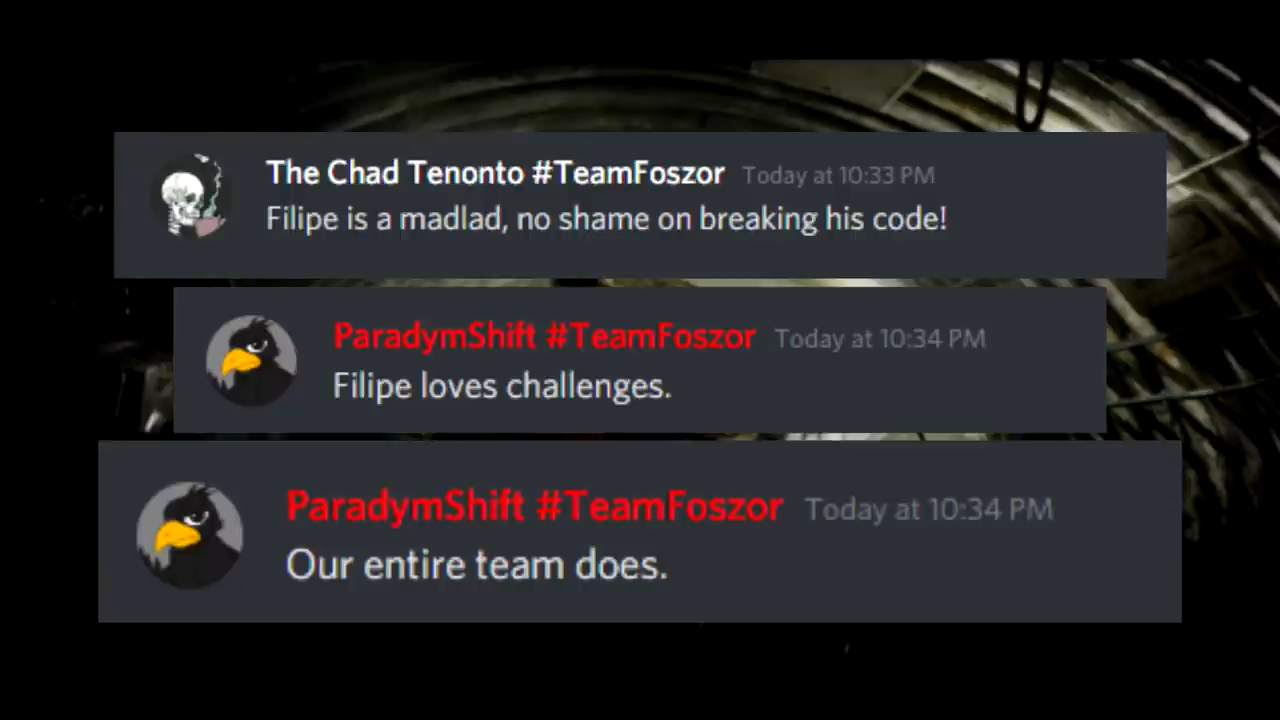 The Chad Tenonto #TeamFoszor Today at 10:33 PM
Filipe is a madlad, no shame on breaking his code!
ParadymShift #TeamFoszor Today at 10:34 PM
Filipe loves challenges.
ParadymShift #TeamFoszor Today at 10:34 PM
Our entire team does.